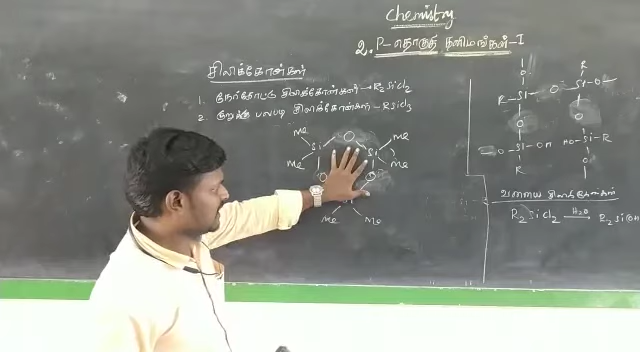 Chemistry
2. P-தொகுதி தனிமங்கள்-I
சிலிக்கோன்கள்
1. நேர்கோட்டு சிலிக்கோன்கள் → R₂SiCl₂
2. குறுக்கு பலபடி சிலிக்கோன்கள் - RSiCl₃
Me O Me
Si Si
Me Me
O O
Me Me
O R
R-Si-O-Si-O-
O O
-O-Si-OH HO-Si-R
R O
வளைய சிலிக்கோன்கள்
R₂SiCl₂ —H₂O→ R₂Si(OH